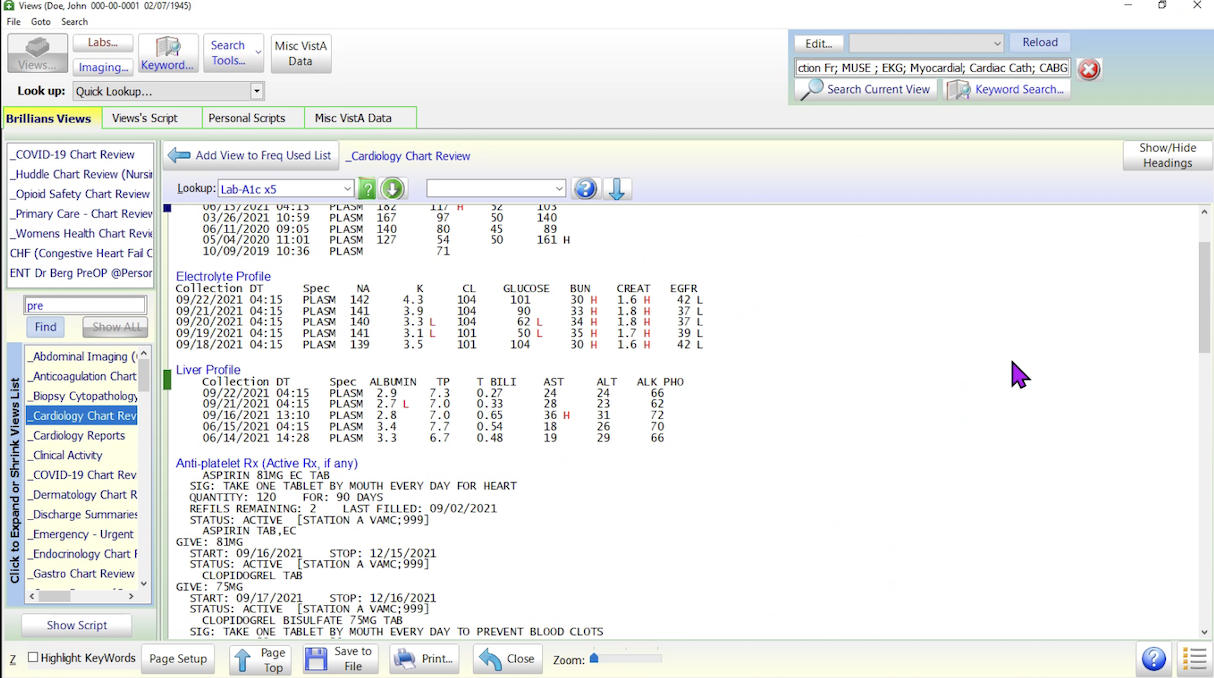 Views (Doe, John 000-00-0001 02/07/1945)
File Goto Search
Views...
Labs...
Imaging...
Keyword...
Search Tools...
Misc VistA Data
Edit...
Reload
ction Fr; MUSE ; EKG; Myocardial; Cardiac Cath; CABG
Search Current View
Keyword Search...
Look up: Quick Lookup...
Brillians Views
Views's Script
Personal Scripts
Misc VistA Data
_COVID-19 Chart Review
_Huddle Chart Review (Nursi
_Opioid Safety Chart Review
_Primary Care - Chart Review
_Womens Health Chart Revie
CHF (Congestive Heart Fail C
ENT Dr Berg PreOP @Person
pre
Find
Show ALL
Click to Expand or Shrink Views List
_Abdominal Imaging (
_Anticoagulation Chart
_Biopsy Cytopathology
_Cardiology Chart Rev
_Cardiology Reports
_Clinical Activity
_COVID-19 Chart Rev
_Dermatology Chart R
_Discharge Summaries
_Emergency - Urgent
_Endocrinology Chart R
_Gastro Chart Review
Show Script
Add View to Freq Used List
_Cardiology Chart Review
Show/Hide Headings
Lookup: Lab-A1c x5
06/15/2021 04:15 PLASM 182 117 H 52 103
03/26/2021 10:59 PLASM 167 97 50 140
06/11/2020 09:05 PLASM 140 80 45 89
05/04/2020 11:01 PLASM 127 54 50 161 H
10/09/2019 10:36 PLASM 71
Electrolyte Profile
Collection DT Spec NA K CL GLUCOSE BUN CREAT EGFR
09/22/2021 04:15 PLASM 142 4.3 104 101 30 H 1.6 H 42 L
09/21/2021 04:15 PLASM 141 3.9 104 90 33 H 1.8 H 37 L
09/20/2021 04:15 PLASM 140 3.3 L 104 62 L 34 H 1.8 H 37 L
09/19/2021 04:15 PLASM 141 3.1 L 101 50 L 35 H 1.7 H 39 L
09/18/2021 04:15 PLASM 139 3.5 101 104 30 H 1.6 H 42 L
Liver Profile
Collection DT Spec ALBUMIN TP T BILI AST ALT ALK PHO
09/22/2021 04:15 PLASM 2.9 7.3 0.27 24 24 66
09/21/2021 04:15 PLASM 2.7 L 7.0 0.33 28 23 62
09/16/2021 13:10 PLASM 2.8 7.0 0.65 36 H 31 72
06/15/2021 04:15 PLASM 3.4 7.7 0.54 18 26 70
06/14/2021 14:28 PLASM 3.3 6.7 0.48 19 29 66
Anti-platelet Rx (Active Rx, if any)
ASPIRIN 81MG EC TAB
SIG: TAKE ONE TABLET BY MOUTH EVERY DAY FOR HEART
QUANTITY: 120 FOR: 90 DAYS
REFILS REMAINING: 2 LAST FILLED: 09/02/2021
STATUS: ACTIVE [STATION A VAMC;999]
ASPIRIN TAB,EC
GIVE: 81MG
START: 09/16/2021 STOP: 12/15/2021
STATUS: ACTIVE [STATION A VAMC;999]
CLOPIDOGREL TAB
GIVE: 75MG
START: 09/17/2021 STOP: 12/16/2021
STATUS: ACTIVE [STATION A VAMC;999]
CLOPIDOGREL BISULFATE 75MG TAB
SIG: TAKE ONE TABLET BY MOUTH EVERY DAY TO PREVENT BLOOD CLOTS
Z
Highlight KeyWords
Page Setup
Page Top
Save to File
Print...
Close
Zoom: